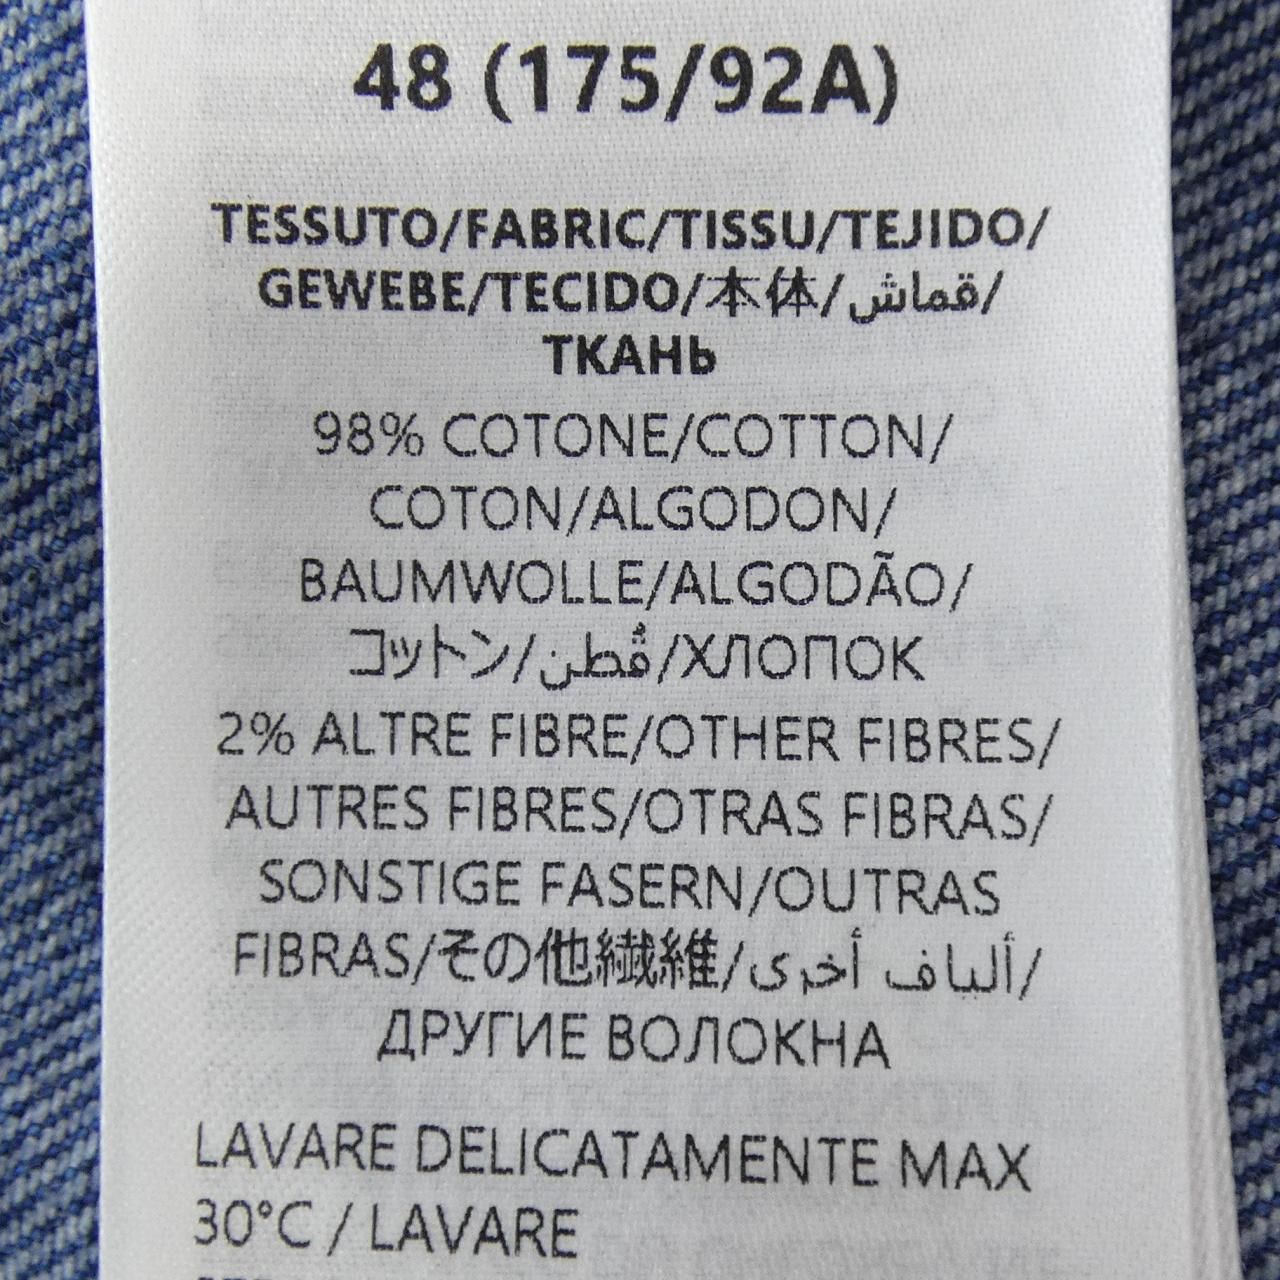 48 (175/92A)
TESSUTO/FABRIC/TISSU/TEJIDO/
GEWEBE/TECIDO/本体/قماش/
ТКАНЬ
98% COTONE/COTTON/
COTON/ALGODON/
BAUMWOLLE/ALGODÃO/
コットン/قُطن/ХЛОПОК
2% ALTRE FIBRE/OTHER FIBRES/
AUTRES FIBRES/OTRAS FIBRAS/
SONSTIGE FASERN/OUTRAS
FIBRAS/その他繊維/ألياف أخرى/
ДРУГИЕ ВОЛОКНА
LAVARE DELICATAMENTE MAX
30°C / LAVARE